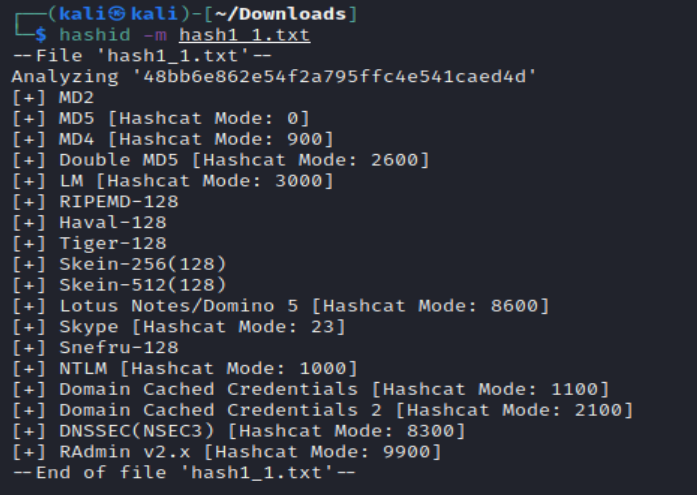 ┌──(kali㉿kali)-[~/Downloads]
└─$ hashid -m hash1_1.txt
--File 'hash1_1.txt'--
Analyzing '48bb6e862e54f2a795ffc4e541caed4d'
[+] MD2
[+] MD5 [Hashcat Mode: 0]
[+] MD4 [Hashcat Mode: 900]
[+] Double MD5 [Hashcat Mode: 2600]
[+] LM [Hashcat Mode: 3000]
[+] RIPEMD-128
[+] Haval-128
[+] Tiger-128
[+] Skein-256(128)
[+] Skein-512(128)
[+] Lotus Notes/Domino 5 [Hashcat Mode: 8600]
[+] Skype [Hashcat Mode: 23]
[+] Snefru-128
[+] NTLM [Hashcat Mode: 1000]
[+] Domain Cached Credentials [Hashcat Mode: 1100]
[+] Domain Cached Credentials 2 [Hashcat Mode: 2100]
[+] DNSSEC(NSEC3) [Hashcat Mode: 8300]
[+] RAdmin v2.x [Hashcat Mode: 9900]
--End of file 'hash1_1.txt'--